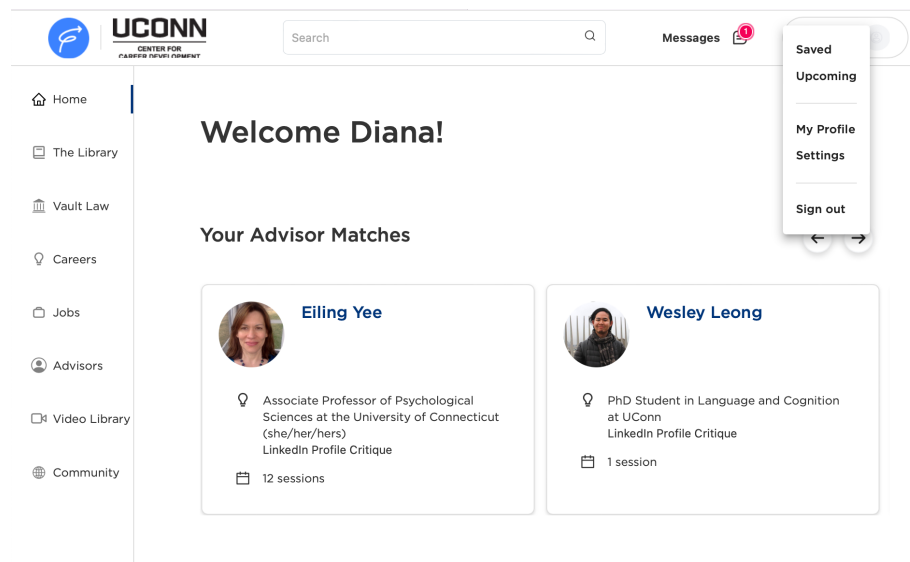 UCONN
CENTER FOR
CAREER DEVELOPMENT
Search
Messages
1
Saved
Upcoming
My Profile
Settings
Sign out
Home
The Library
Vault Law
Careers
Jobs
Advisors
Video Library
Community
Welcome Diana!
Your Advisor Matches
Eiling Yee
Associate Professor of Psychological
Sciences at the University of Connecticut
(she/her/hers)
LinkedIn Profile Critique
12 sessions
Wesley Leong
PhD Student in Language and Cognition
at UConn
LinkedIn Profile Critique
1 session